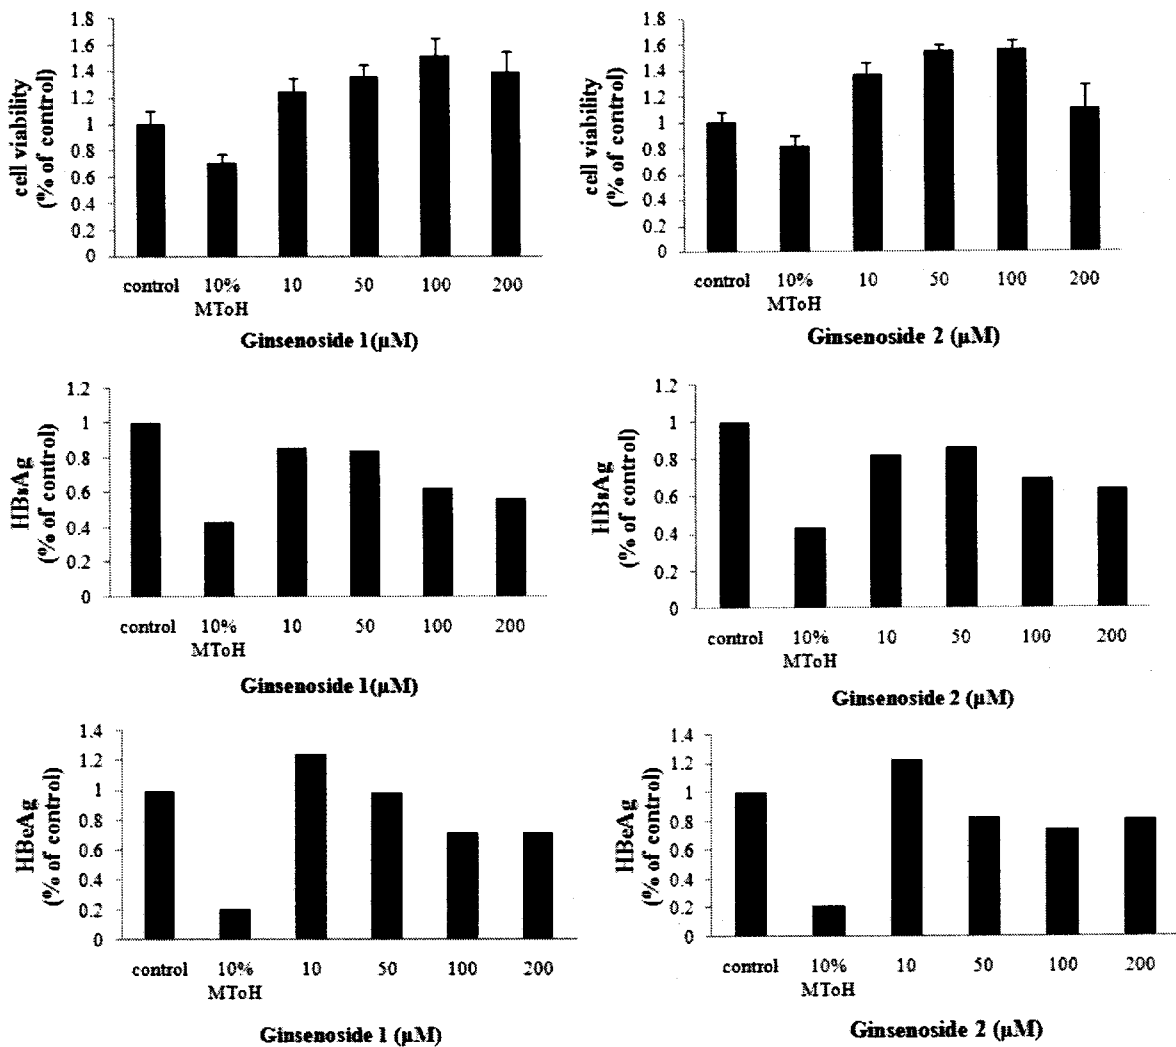 cell viability
(% of control)
1.8
1.6
1.4
1.2
1
0.8
0.6
0.4
0.2
0
control 10% 10 50 100 200
MToH
Ginsenoside 1(μM)
cell viability
(% of control)
1.8
1.6
1.4
1.2
1
0.8
0.6
0.4
0.2
0
control 10% 10 50 100 200
MToH
Ginsenoside 2 (μM)
HBsAg
(% of control)
1.2
1
0.8
0.6
0.4
0.2
0
control 10% 10 50 100 200
MToH
Ginsenoside 1(μM)
HBsAg
(% of control)
1.2
1
0.8
0.6
0.4
0.2
0
control 10% 10 50 100 200
MToH
Ginsenoside 2 (μM)
HBeAg
(% of control)
1.4
1.2
1
0.8
0.6
0.4
0.2
0
control 10% 10 50 100 200
MToH
Ginsenoside 1 (μM)
HBeAg
(% of control)
1.4
1.2
1
0.8
0.6
0.4
0.2
0
control 10% 10 50 100 200
MToH
Ginsenoside 2 (μM)